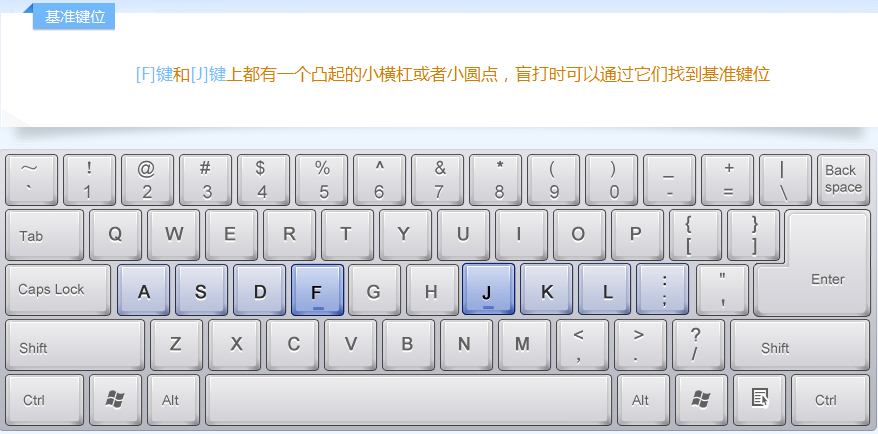 基准键位
[F]键和[J]键上都有一个凸起的小横杠或者小圆点，盲打时可以通过它们找到基准键位
~ ! @ # $ % ^ & * ( ) _ + | Back
` 1 2 3 4 5 6 7 8 9 0 - = \ space
Tab Q W E R T Y U I O P { [ } ]
Caps Lock A S D F G H J K L : ; " ' Enter
Shift Z X C V B N M < , > . ? / Shift
Ctrl Alt Alt Ctrl